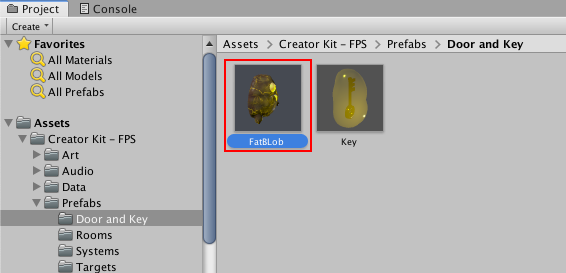 Project Console
Create
Favorites
All Materials
All Models
All Prefabs
Assets
Creator Kit - FPS
Art
Audio
Data
Prefabs
Door and Key
Rooms
Systems
Targets
Assets > Creator Kit - FPS > Prefabs > Door and Key
FatBLob Key